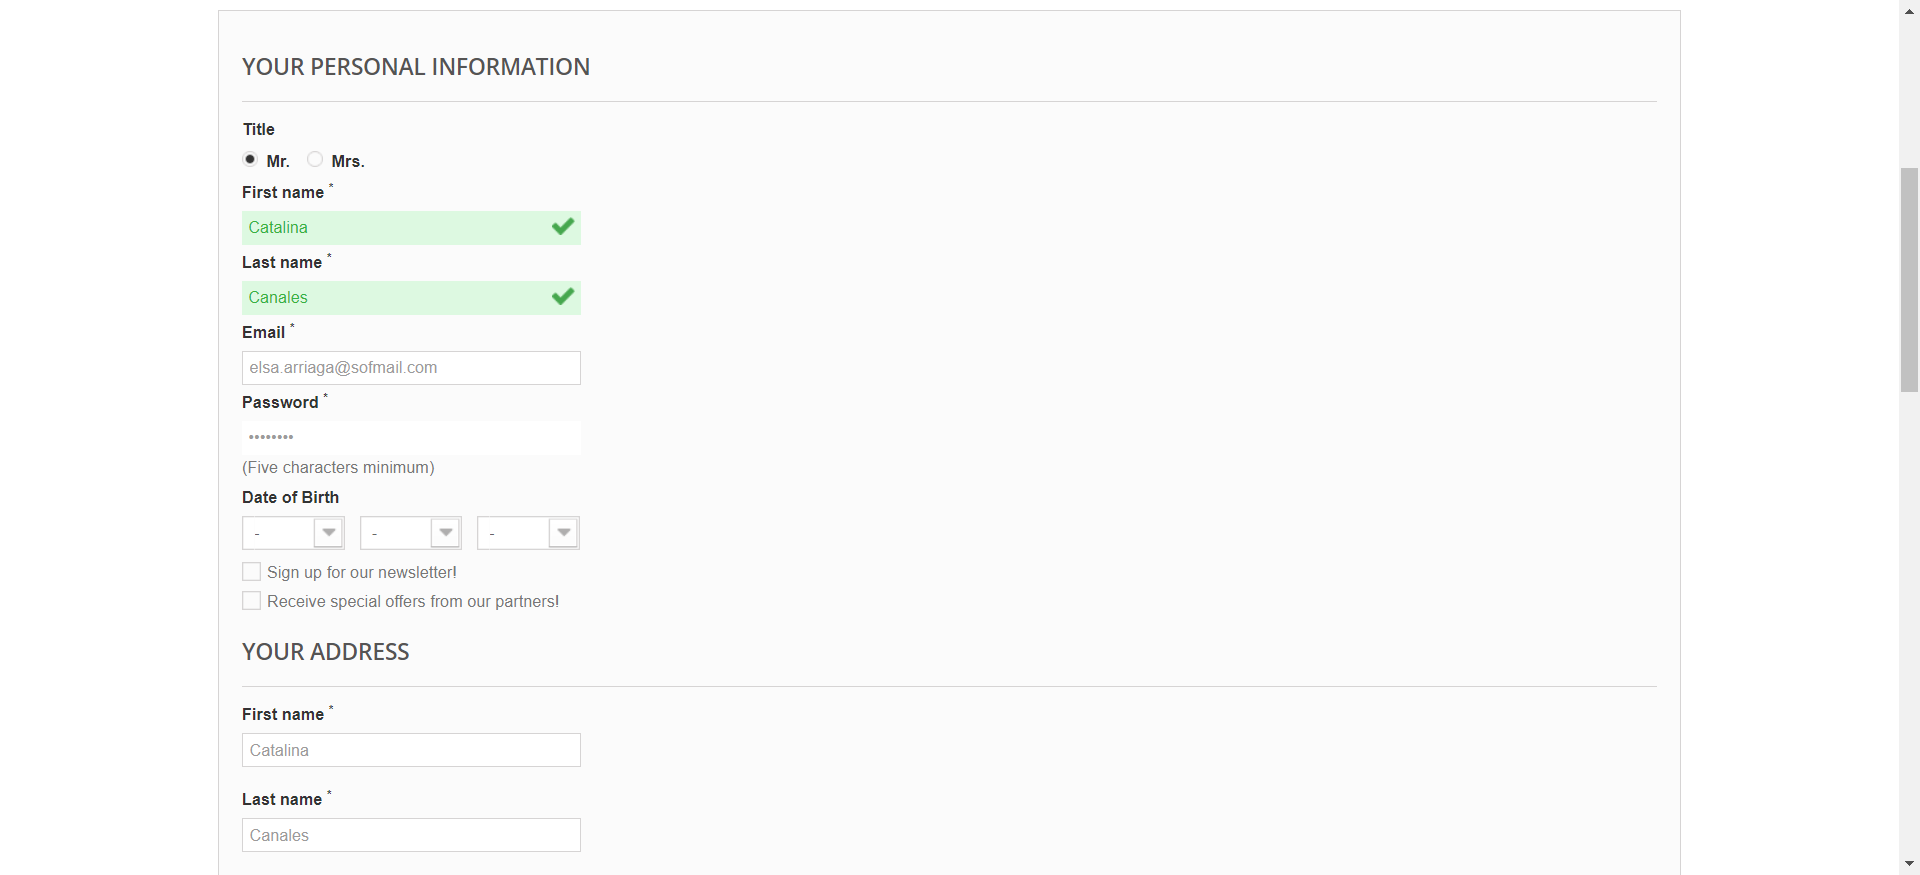 YOUR PERSONAL INFORMATION
Title
Mr. Mrs.
First name *
Catalina
Last name *
Canales
Email *
elsa.arriaga@sofmail.com
Password *
••••••••
(Five characters minimum)
Date of Birth
- - -
Sign up for our newsletter!
Receive special offers from our partners!
YOUR ADDRESS
First name *
Catalina
Last name *
Canales